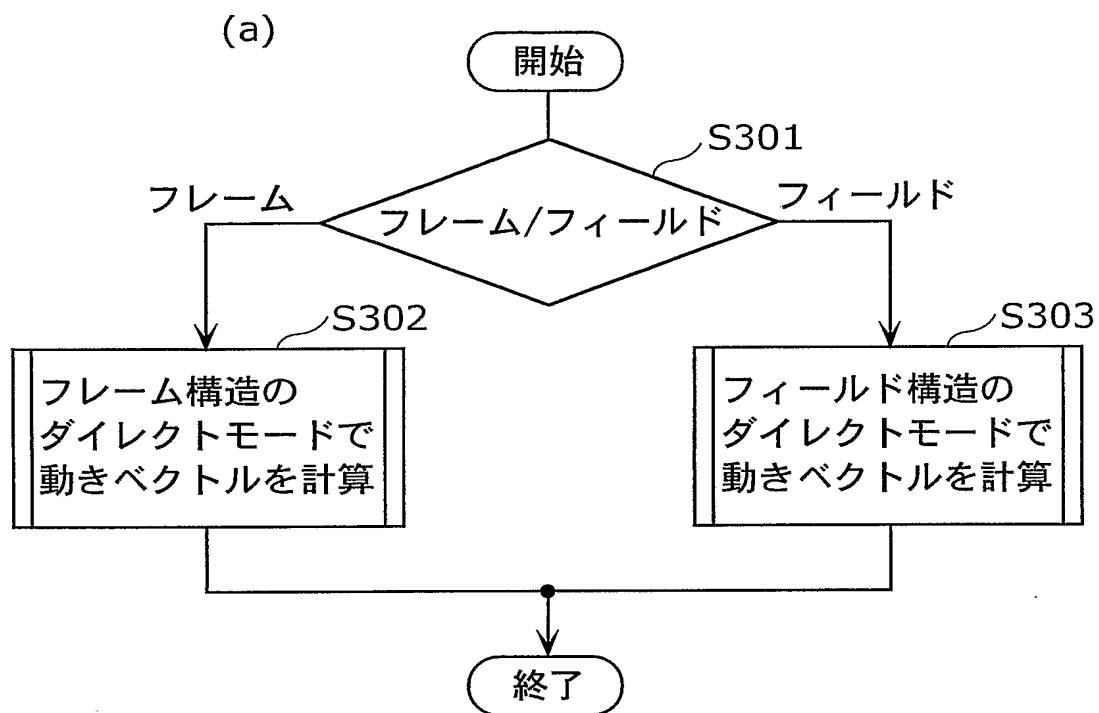 (a)
開始
S301
フレーム
フレーム/フィールド
フィールド
S302
フレーム構造の
ダイレクトモードで
動きベクトルを計算
S303
フィールド構造の
ダイレクトモードで
動きベクトルを計算
終了